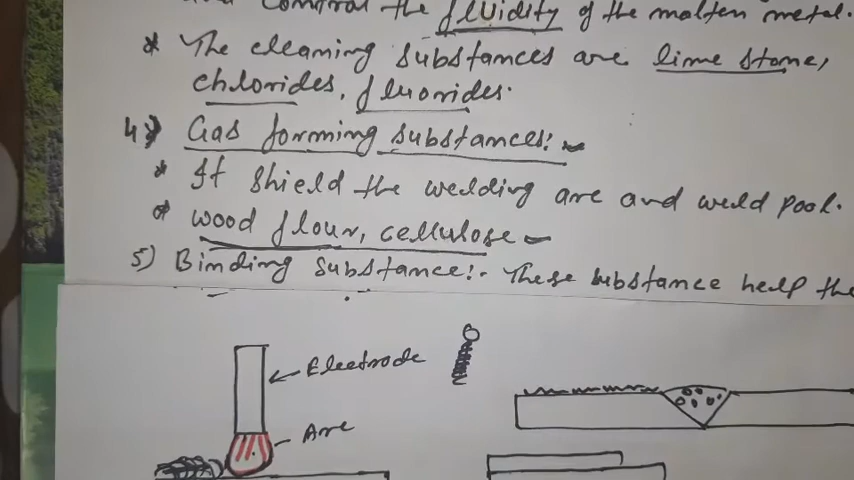 control the fluidity of the molten metal.
* The cleaning substances are lime stone,
chlorides, fluorides.
4) Gas forming substances:-
* It shield the welding arc and weld pool.
* wood flour, cellulose -
5) Binding substance:- These substance help the
Electrode
Arc